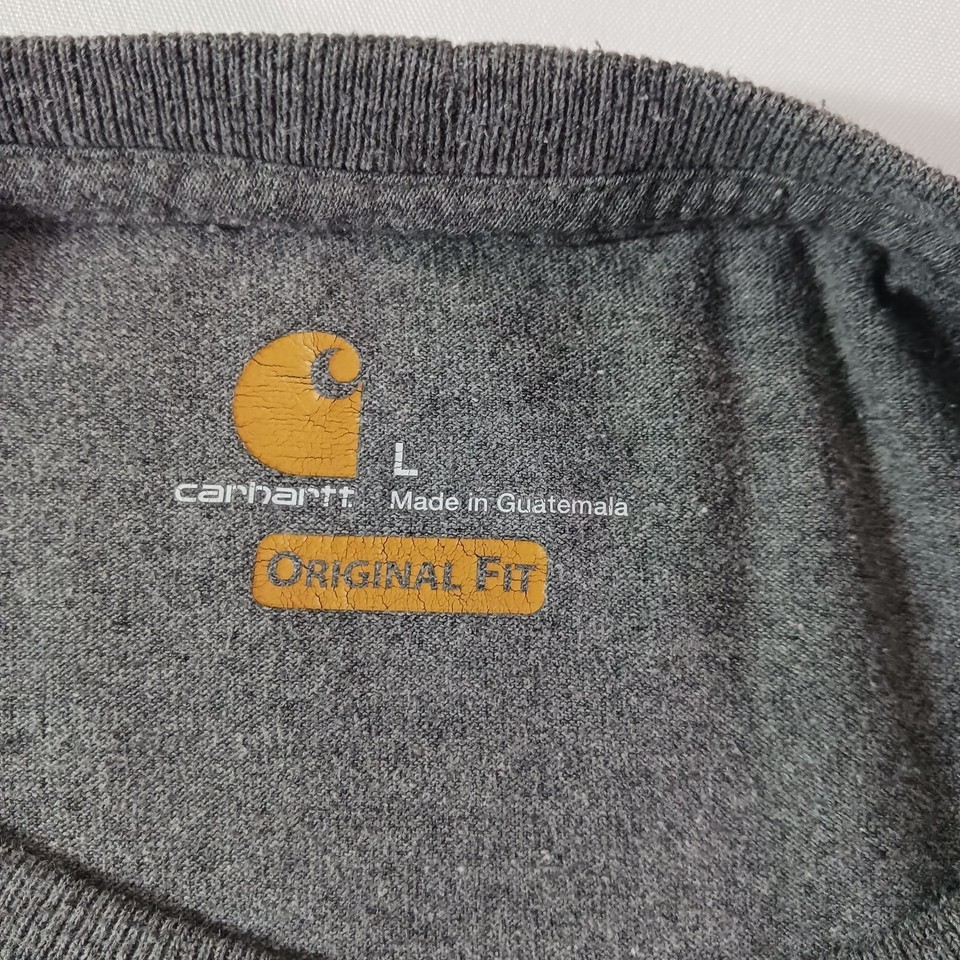 L
carhartt
Made in Guatemala
ORIGINAL FIT